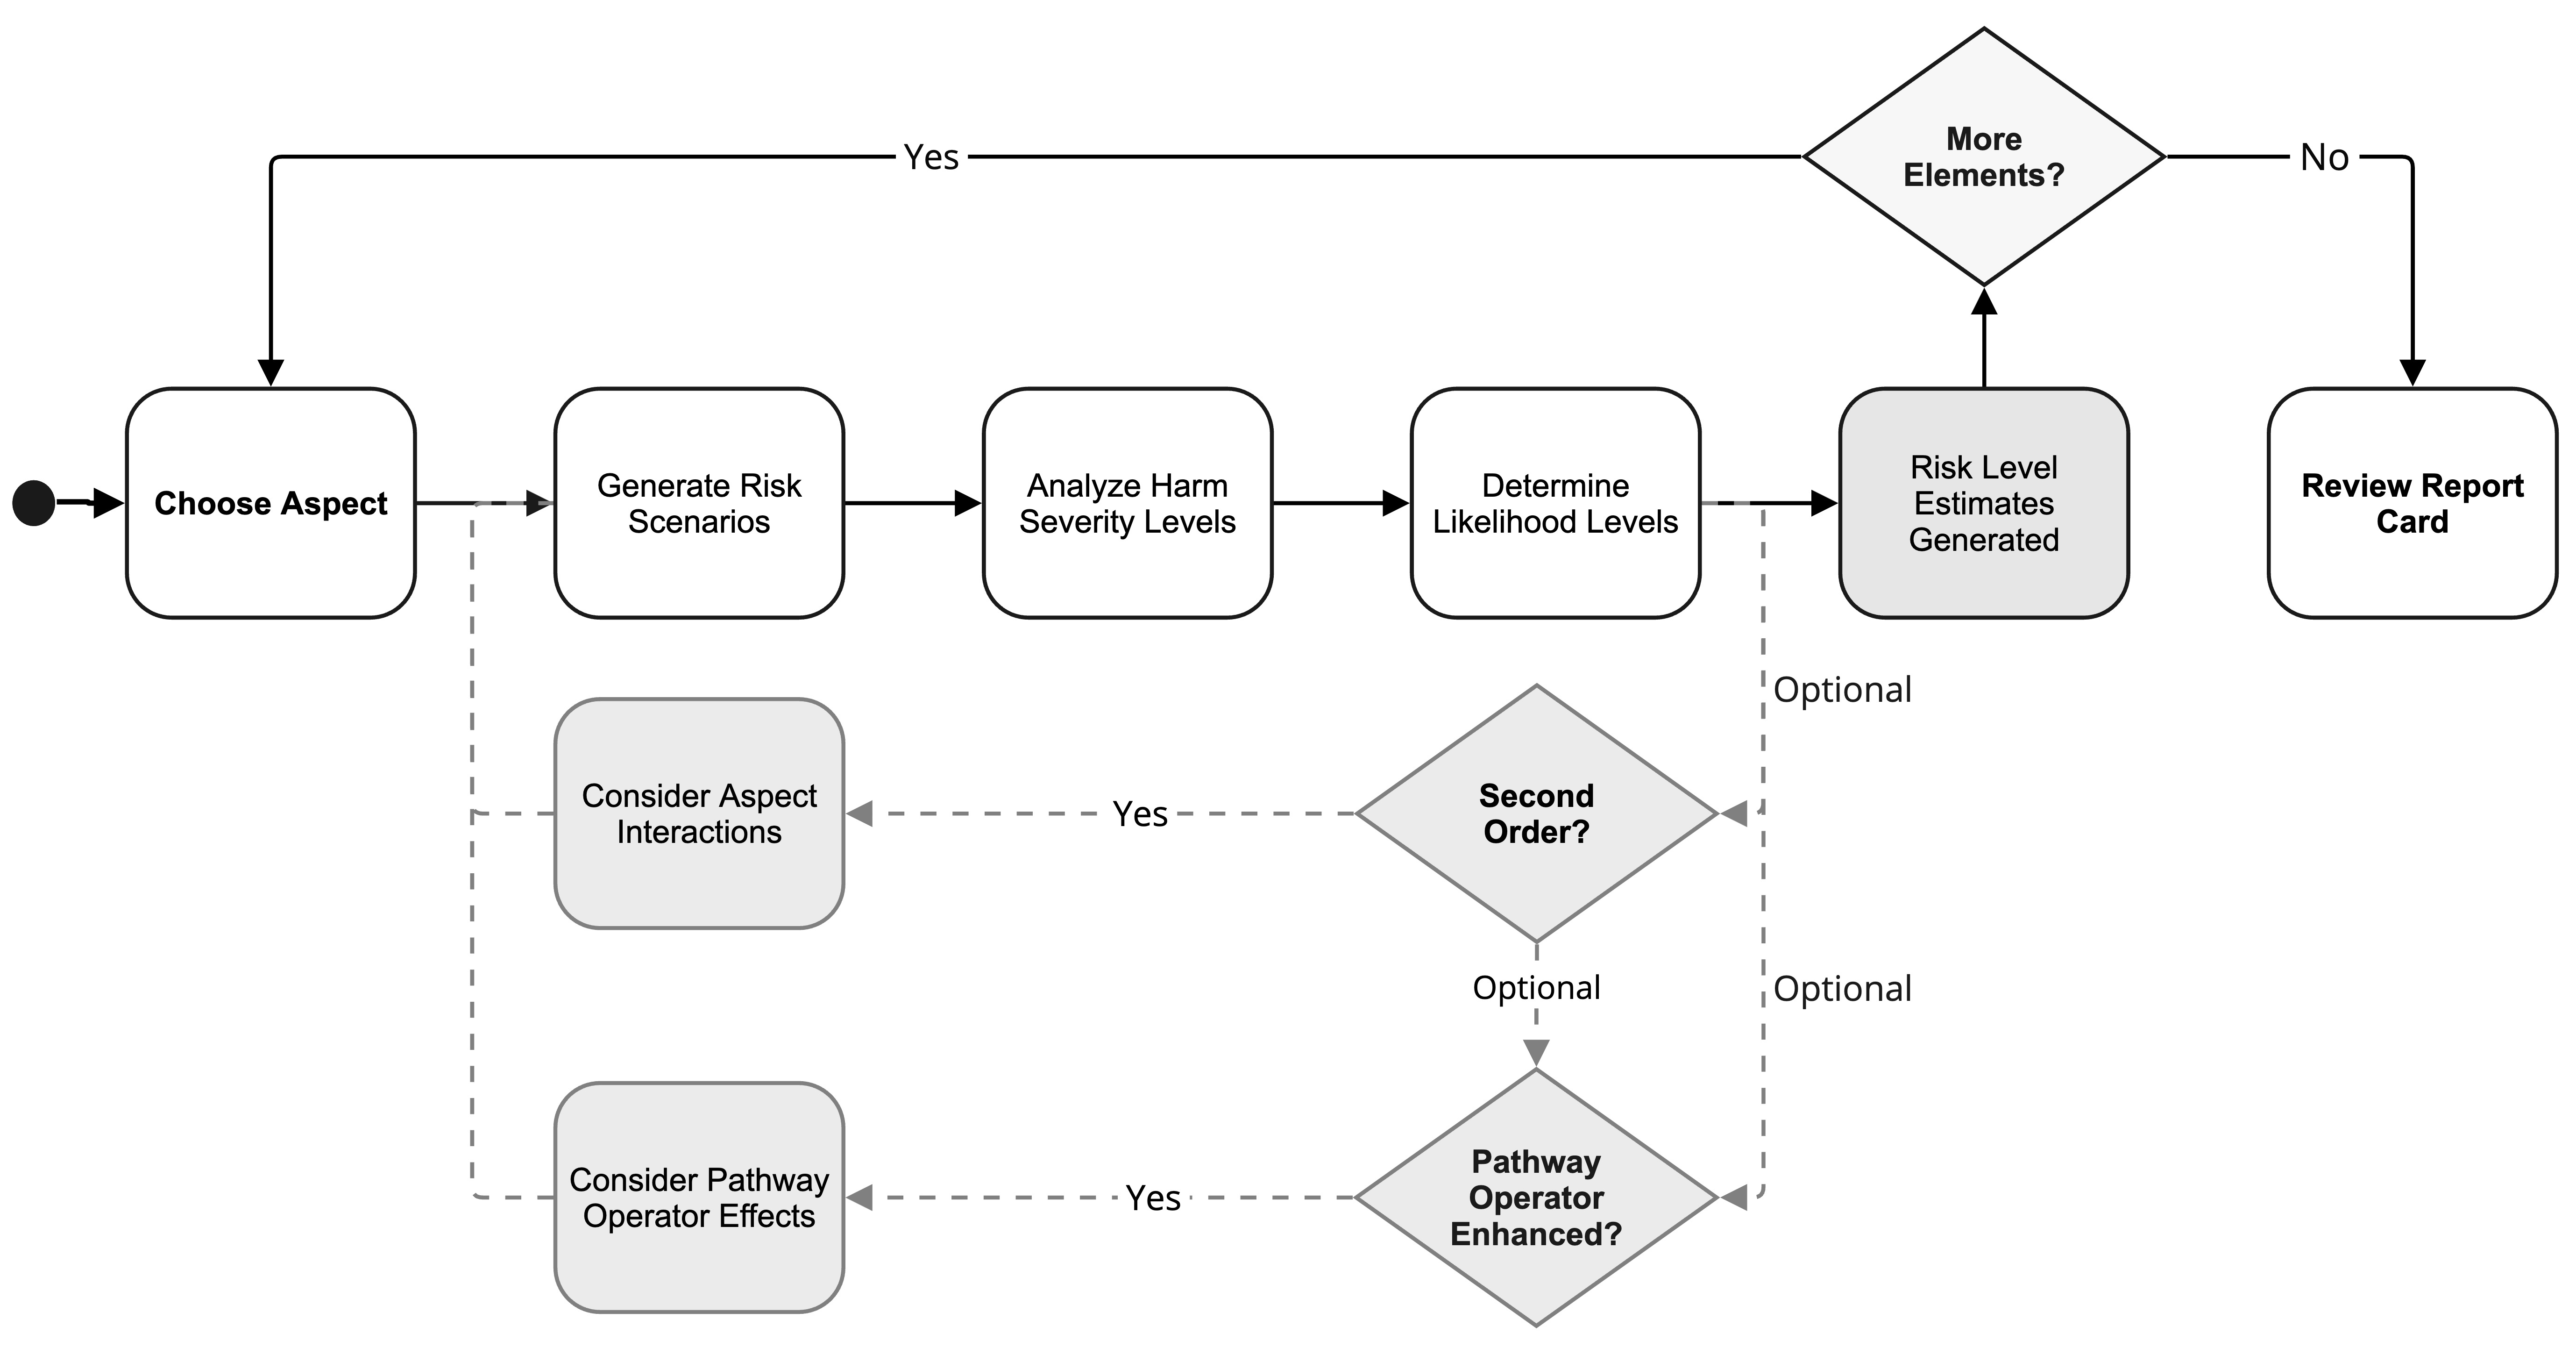 More
Elements?
Yes
No
Choose Aspect
Generate Risk
Scenarios
Analyze Harm
Severity Levels
Determine
Likelihood Levels
Risk Level
Estimates
Generated
Review Report
Card
Optional
Consider Aspect
Interactions
Yes
Second
Order?
Optional
Optional
Consider Pathway
Operator Effects
Yes
Pathway
Operator
Enhanced?